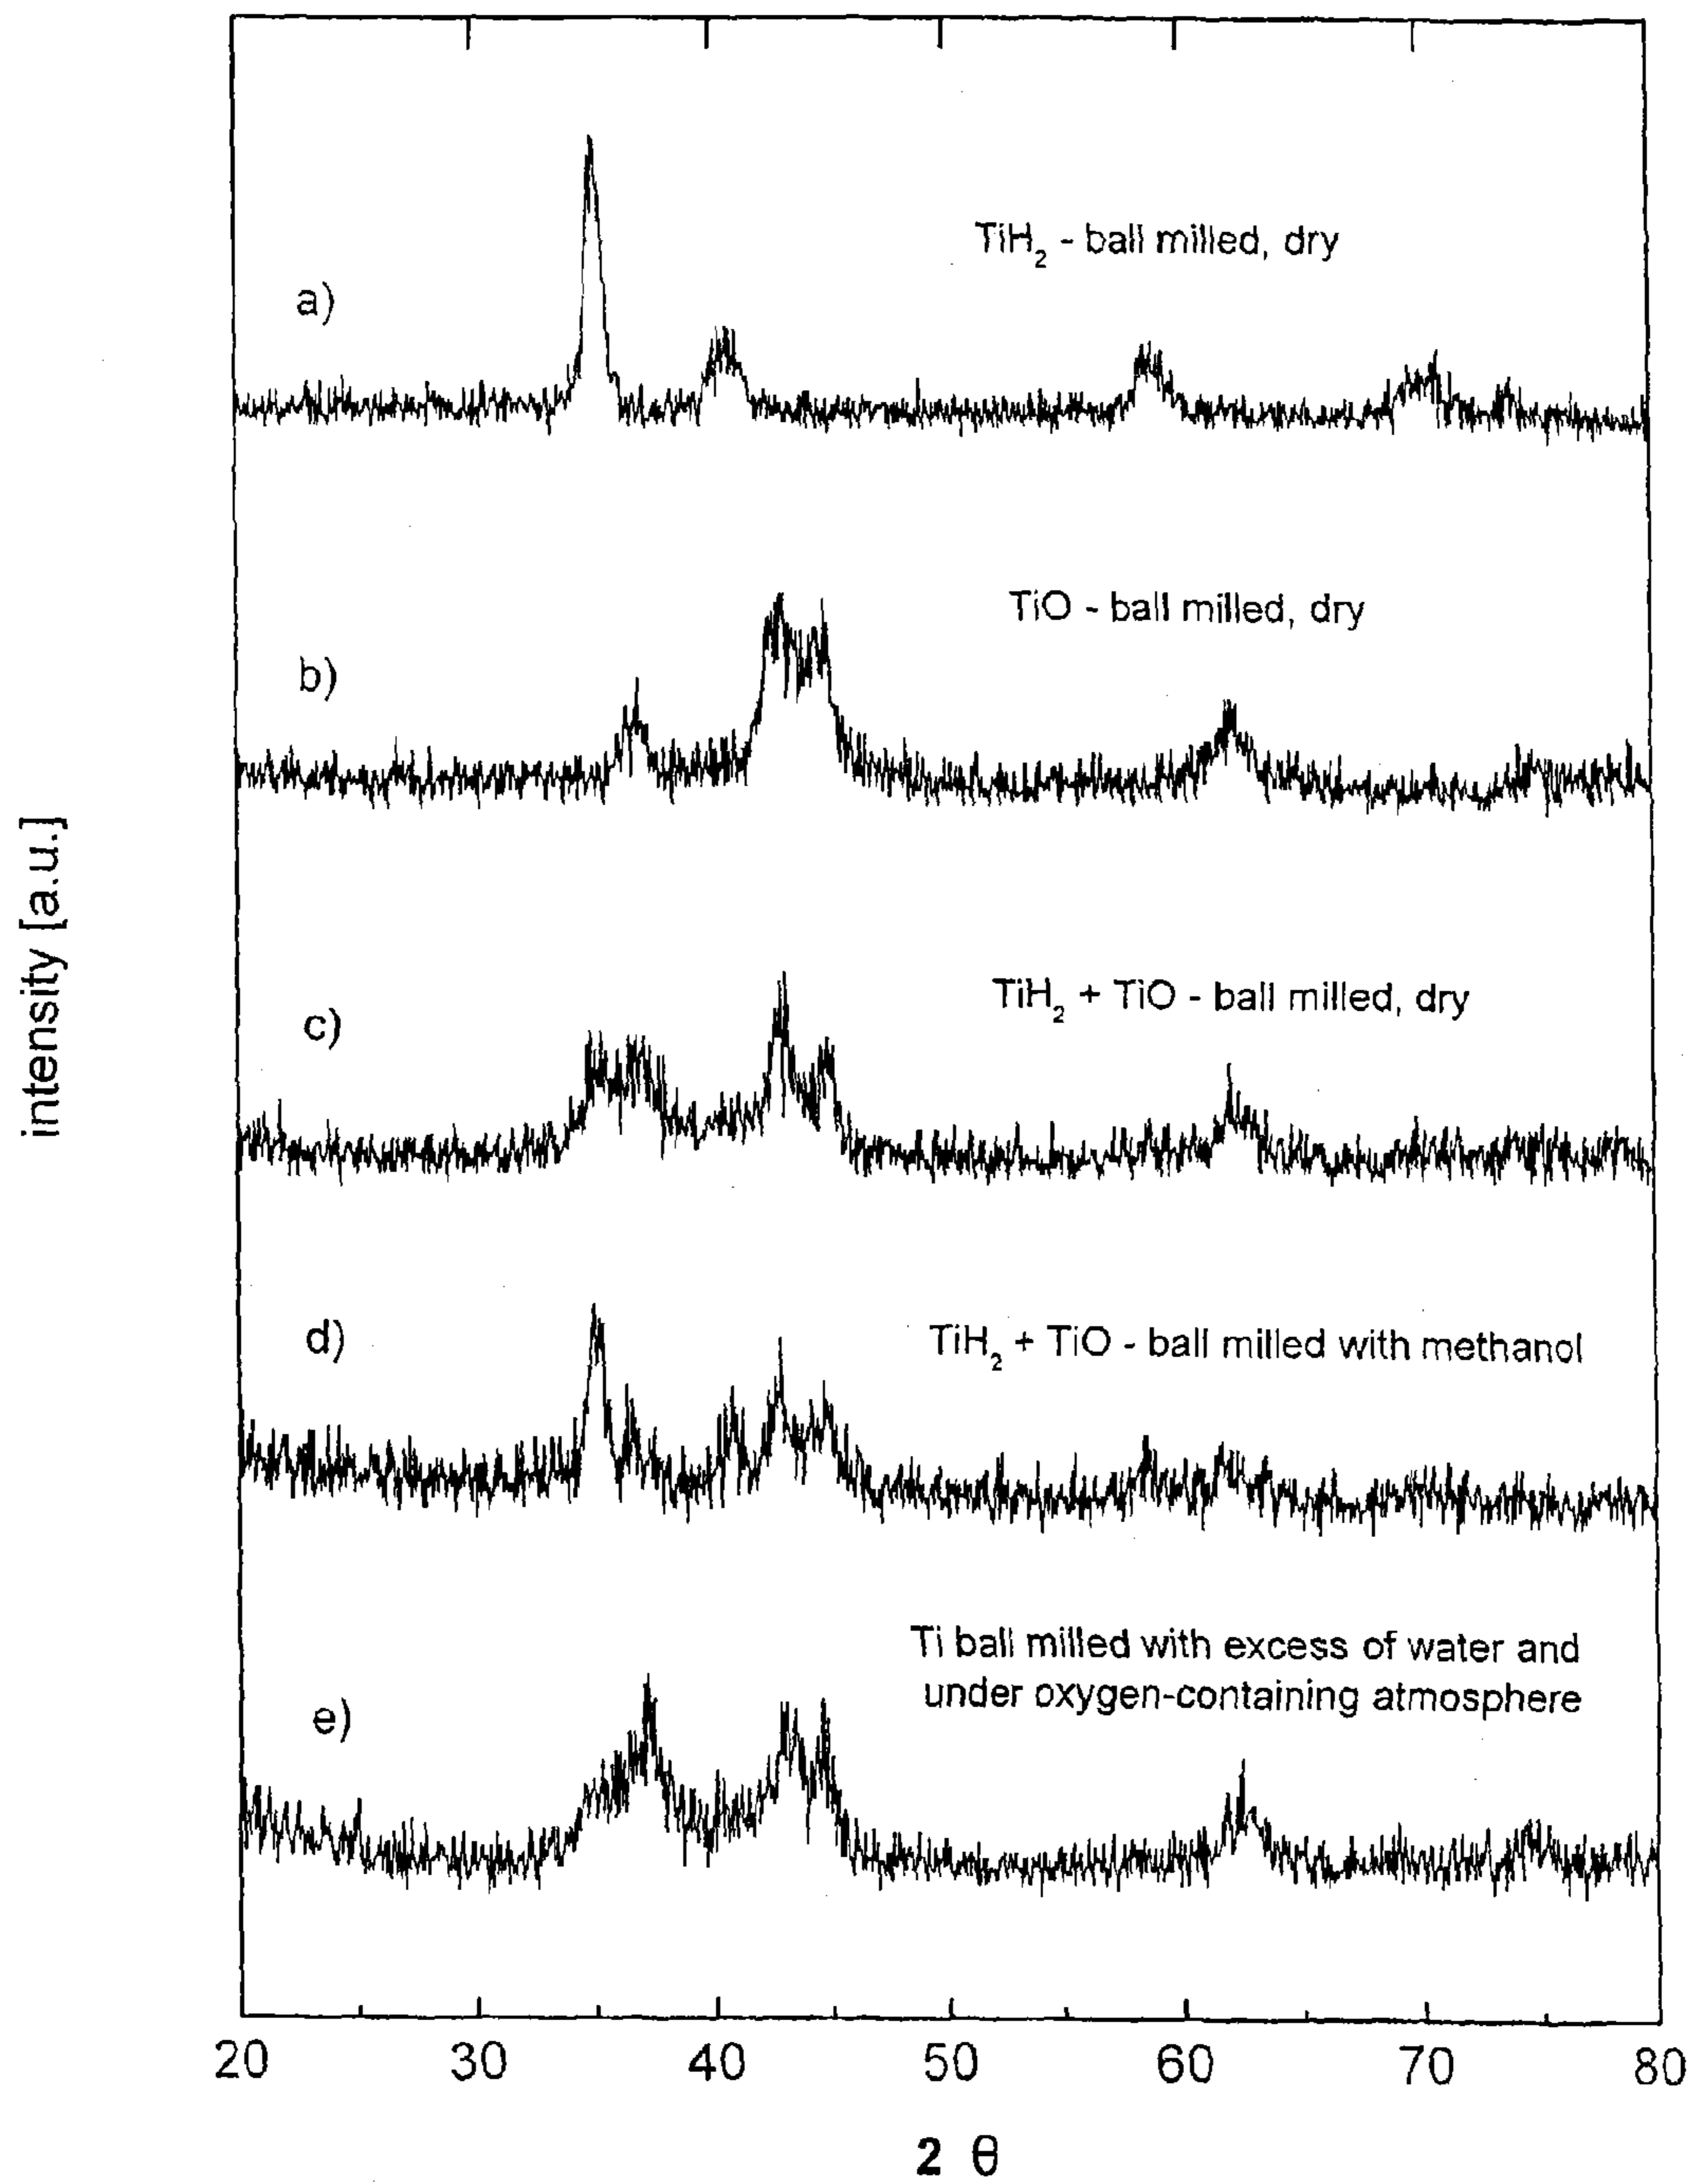 TiH₂ - ball milled, dry
a)
TiO - ball milled, dry
b)
intensity [a.u.]
TiH₂ + TiO - ball milled, dry
c)
TiH₂ + TiO - ball milled with methanol
d)
Ti ball milled with excess of water and
under oxygen-containing atmosphere
e)
20 30 40 50 60 70 80
2 θ